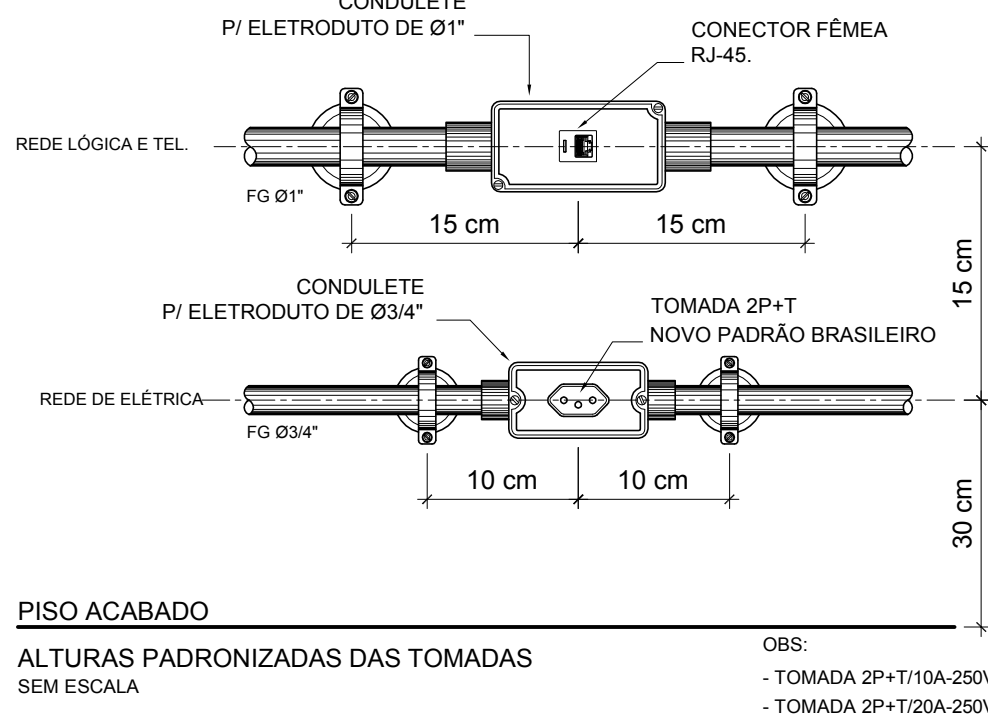 CONDULETE
P/ ELETRODUTO DE Ø1"
CONECTOR FÊMEA
RJ-45.
REDE LÓGICA E TEL.
FG Ø1"
15 cm
15 cm
15 cm
CONDULETE
P/ ELETRODUTO DE Ø3/4"
TOMADA 2P+T
NOVO PADRÃO BRASILEIRO
REDE DE ELÉTRICA
FG Ø3/4"
10 cm
10 cm
30 cm
PISO ACABADO
ALTURAS PADRONIZADAS DAS TOMADAS
SEM ESCALA
OBS:
- TOMADA 2P+T/10A-250V
- TOMADA 2P+T/20A-250V